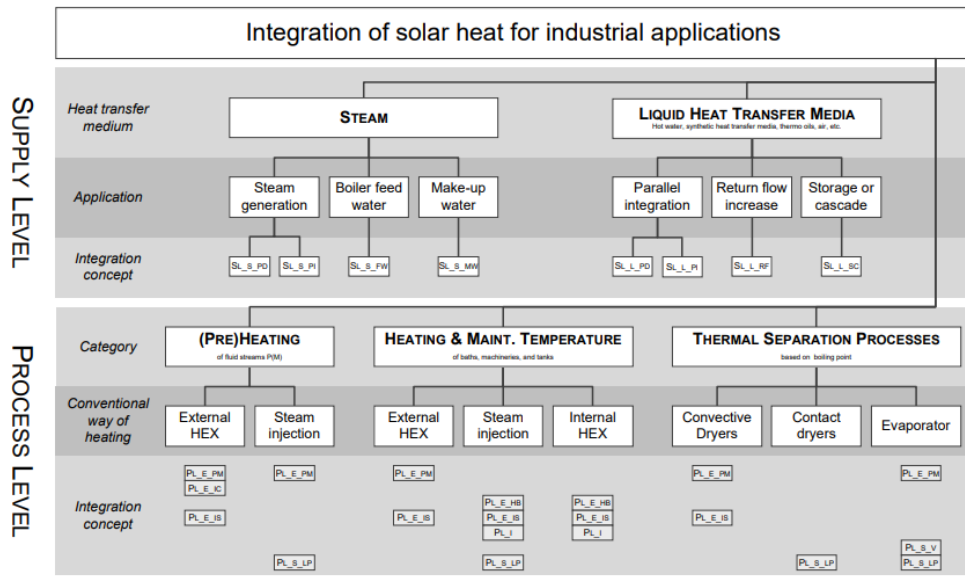 Integration of solar heat for industrial applications
SUPPLY LEVEL
Heat transfer
medium
STEAM
LIQUID HEAT TRANSFER MEDIA
Hot water, synthetic heat transfer media, thermo oils, air, etc.
Application
Steam
generation
Boiler feed
water
Make-up
water
Parallel
integration
Return flow
increase
Storage or
cascade
Integration
concept
SL_S_PD
SL_S_PI
SL_S_FW
SL_S_MW
SL_L_PD
SL_L_PI
SL_L_RF
SL_L_SC
PROCESS LEVEL
Category
(PRE)HEATING
of fluid streams P(M)
HEATING & MAINT. TEMPERATURE
of baths, machineries, and tanks
THERMAL SEPARATION PROCESSES
based on boiling point
Conventional
way of
heating
External
HEX
Steam
injection
External
HEX
Steam
injection
Internal
HEX
Convective
Dryers
Contact
dryers
Evaporator
Integration
concept
PL_E_PM
PL_E_PM
PL_E_PM
PL_E_PM
PL_E_PM
PL_E_IC
PL_E_HB
PL_E_HB
PL_E_IS
PL_E_IS
PL_E_IS
PL_E_IS
PL_E_IS
PL_I
PL_I
PL_S_V
PL_S_LP
PL_S_LP
PL_S_LP
PL_S_LP